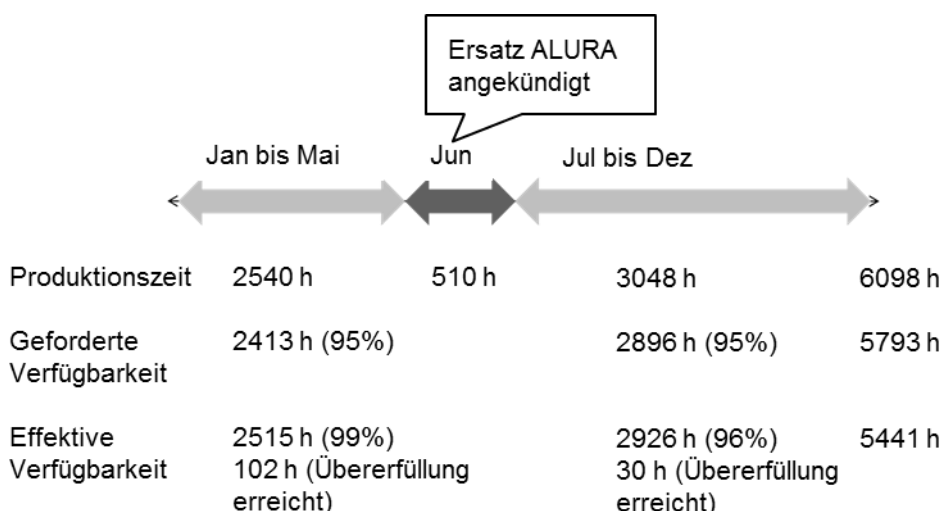 Ersatz ALURA
angekündigt
Jan bis Mai Jun Jul bis Dez
Produktionszeit 2540 h 510 h 3048 h 6098 h
Geforderte 2413 h (95%) 2896 h (95%) 5793 h
Verfügbarkeit
Effektive 2515 h (99%) 2926 h (96%) 5441 h
Verfügbarkeit 102 h (Übererfüllung 30 h (Übererfüllung
erreicht) erreicht)